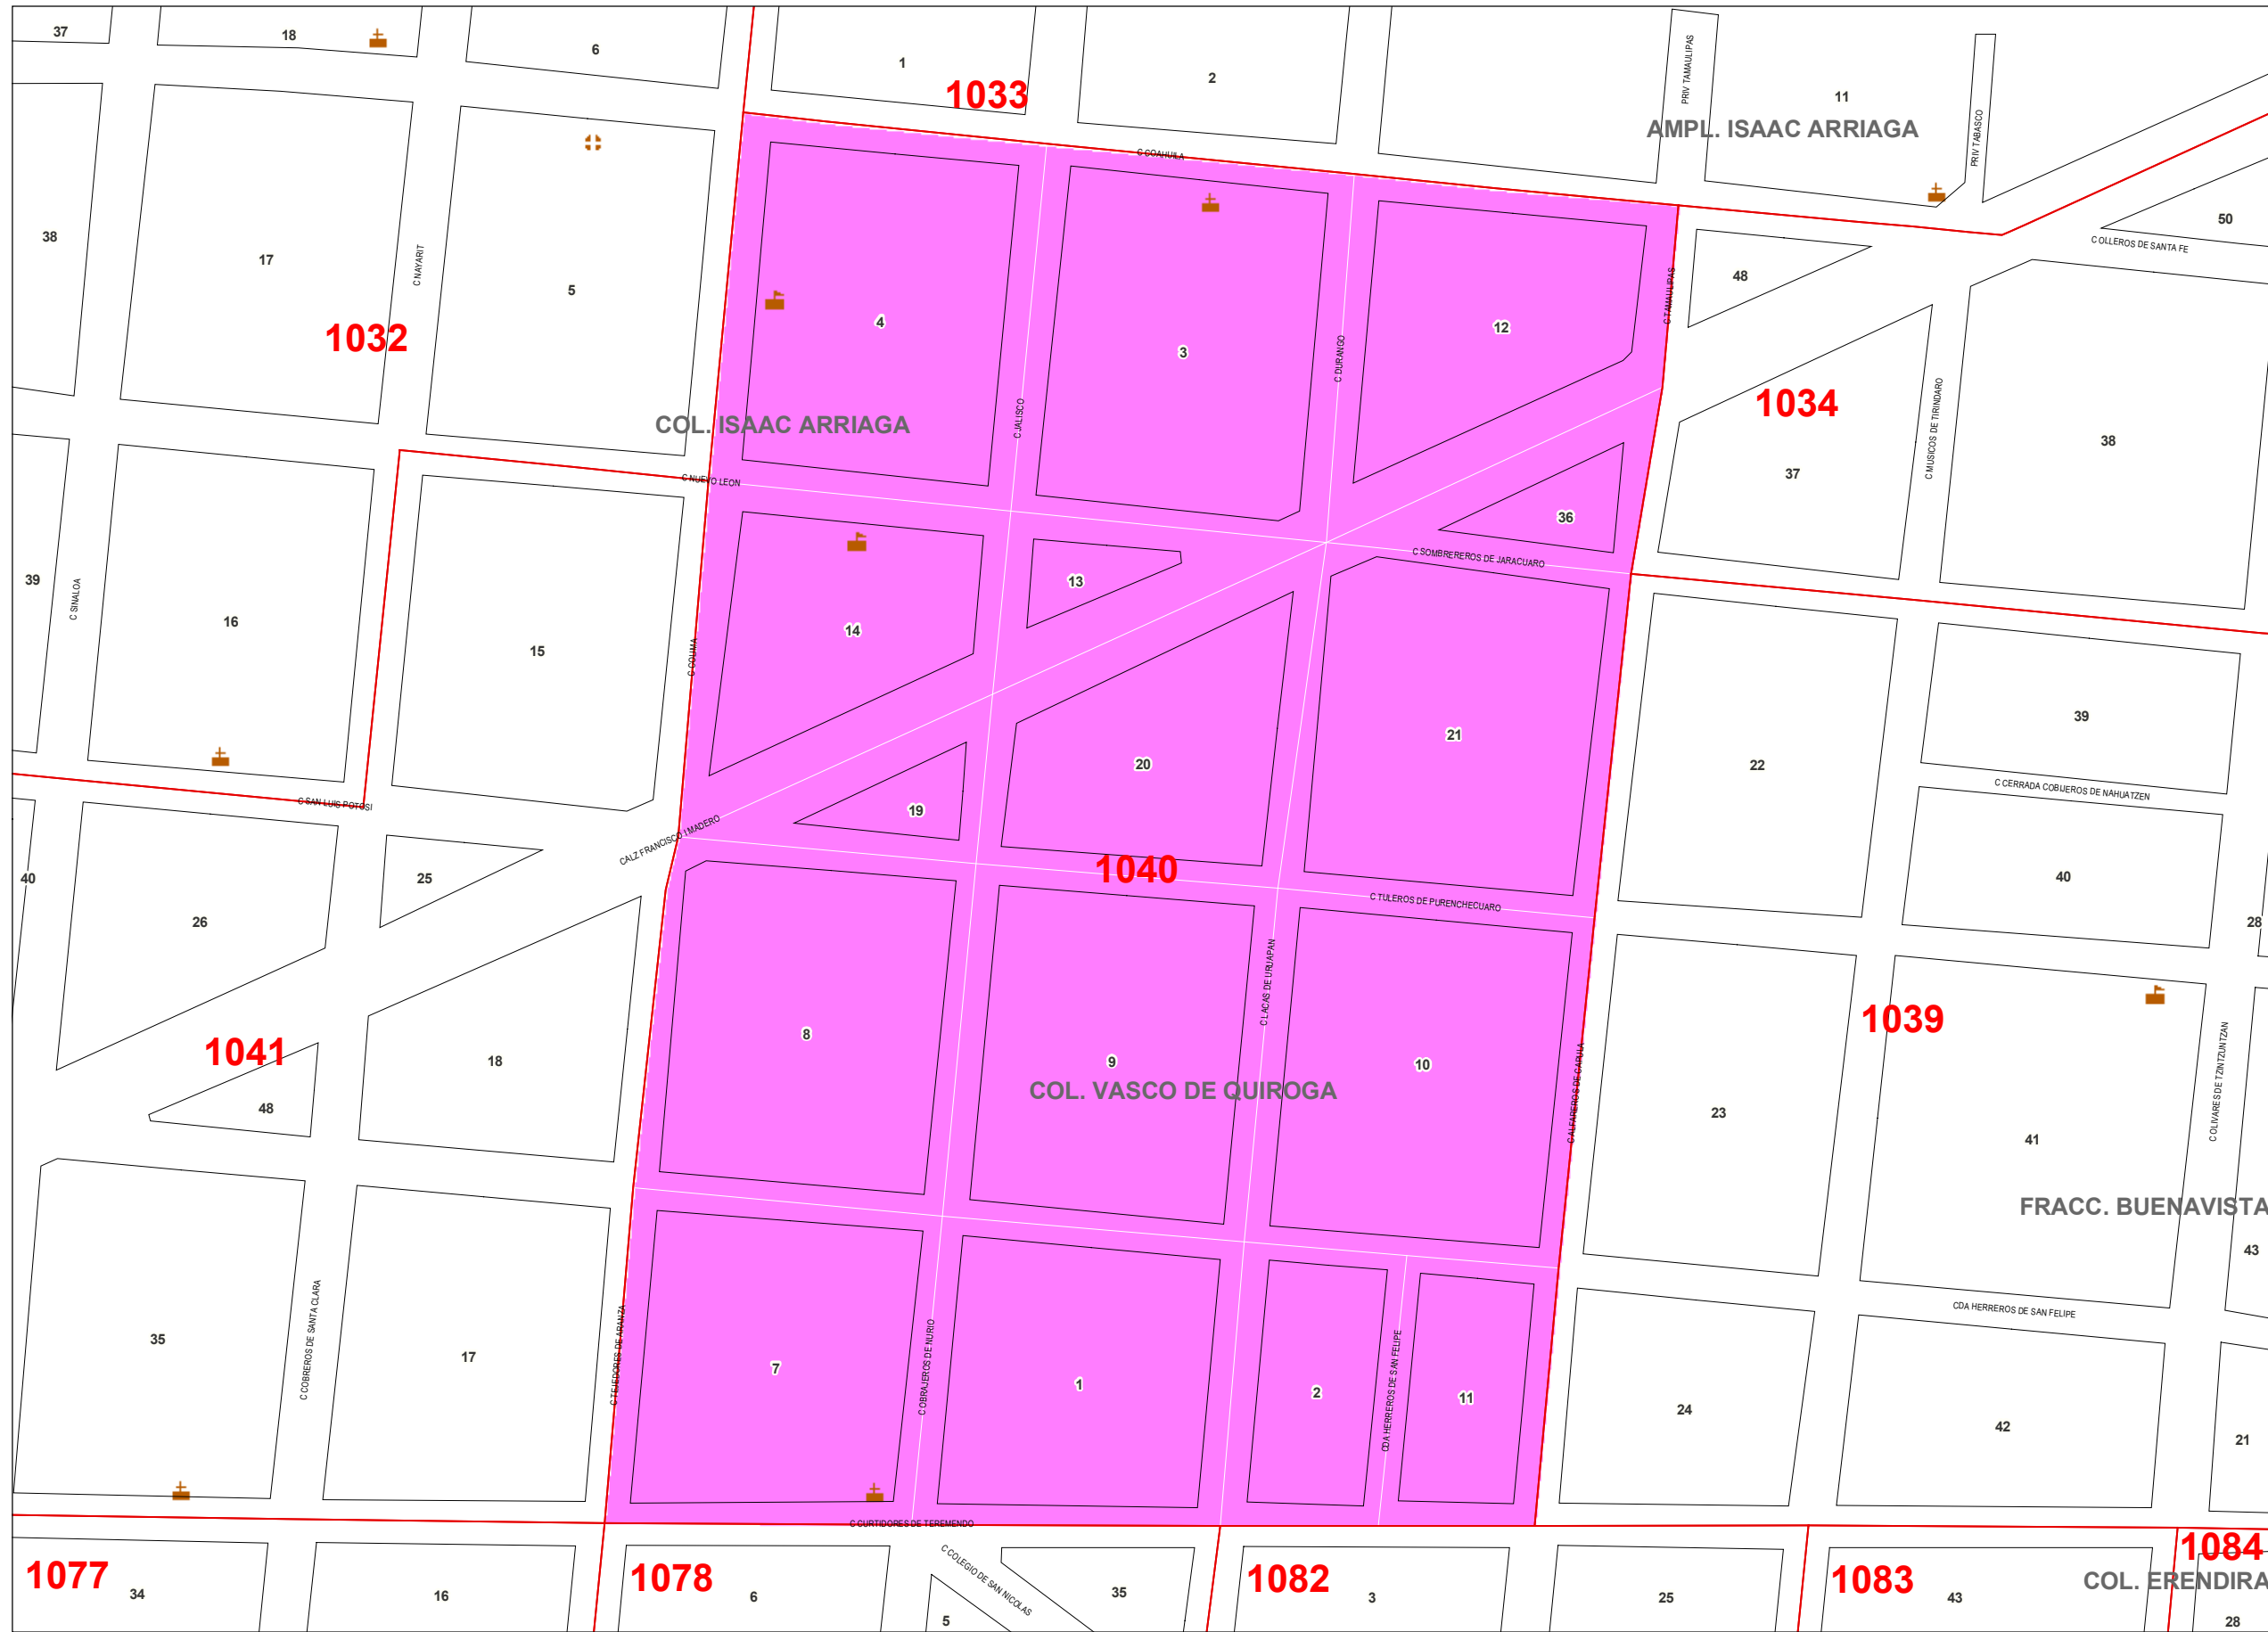 37
18
6
1
2
1033
PRIV TAMAULIPAS
11
AMPL. ISAAC ARRIAGA
PRIV TABASCO
C COAHUILA
50
C OLLEROS DE SANTA FE
38
17
C NAYARIT
5
1032
4
3
C DURANGO
12
C TAMAULIPAS
48
1034
C MUSICOS DE TIRINDARO
38
37
COL. ISAAC ARRIAGA
C JALISCO
C NUEVO LEON
36
C SOMBREROS DE JARACUARO
39
C SINALOA
16
15
C COLIMA
14
13
20
21
22
39
C CERRADA COBIJEROS DE NAHUATZEN
C SAN LUIS POTOSI
CALZ FRANCISCO I MADERO
19
1040
40
26
25
C TULEROS DE PURENCHECUARO
40
28
C LACAS DE URUAPAN
1041
48
18
8
9
10
COL. VASCO DE QUIROGA
C ALFAREROS DE CAPULA
23
1039
41
C OLIVARES DE TZINTZUNTZAN
FRACC. BUENAVISTA
43
CDA HERREROS DE SAN FELIPE
35
C COBREROS DE SANTA CLARA
17
C TEJEDORES DE ARANZA
7
C OBRAJEROS DE NURIO
1
2
CDA HERREROS DE SAN FELIPE
11
24
42
21
C CURTIDORES DE TEREMENDO
1077
34
16
1078
6
C COLEGIO DE SAN NICOLAS
5
35
1082
3
25
1083
43
1084
COL. ERENDIRA
28